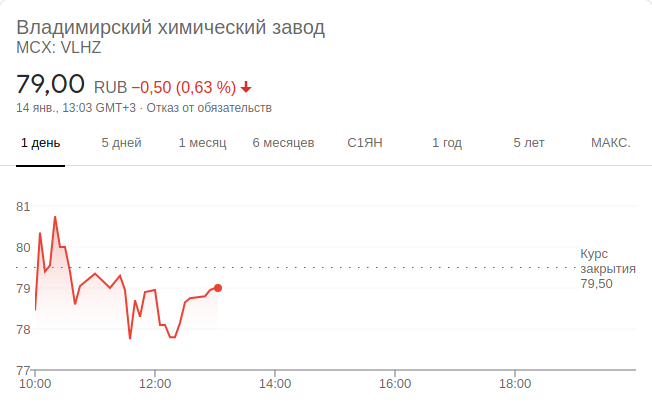 Владимирский химический завод
MCX: VLHZ
79,00 RUB −0,50 (0,63 %)
14 янв., 13:03 GMT+3 · Отказ от обязательств
1 день 5 дней 1 месяц 6 месяцев С1ЯН 1 год 5 лет МАКС.
81
80
79
78
77
Курс
закрытия
79,50
10:00 12:00 14:00 16:00 18:00